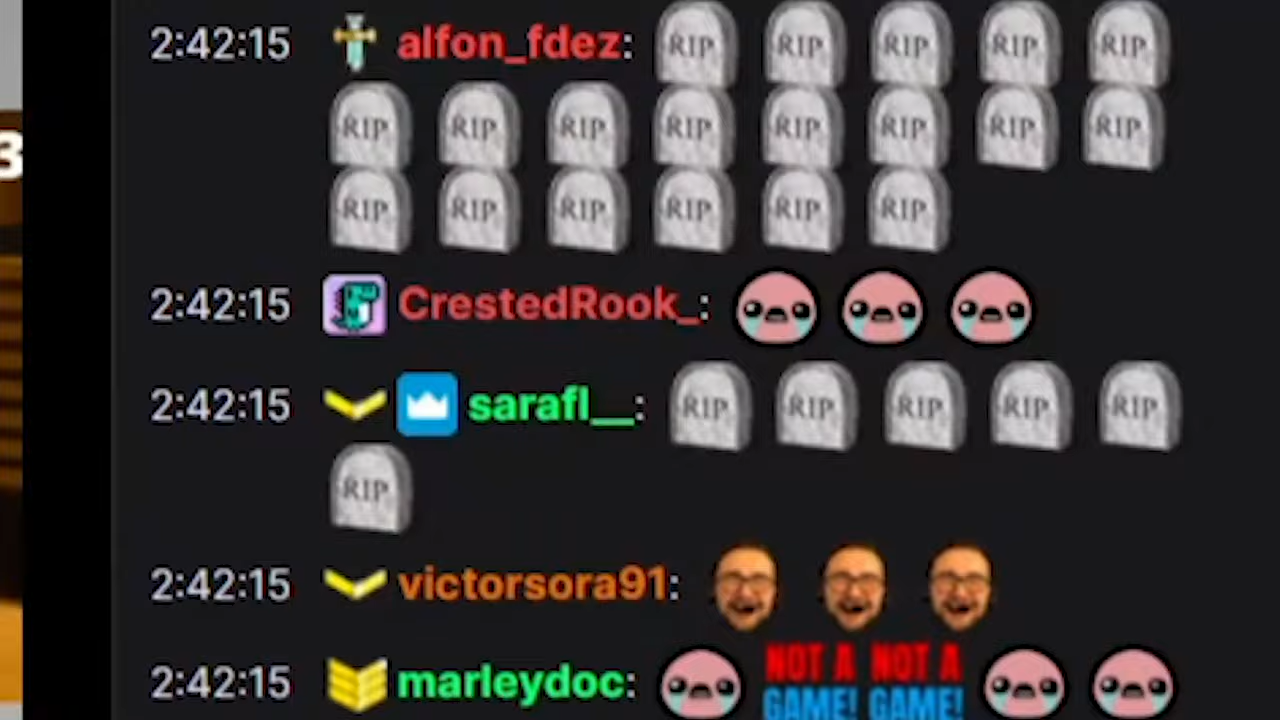 2:42:15 alfon_fdez: RIP RIP RIP RIP RIP
RIP RIP RIP RIP RIP RIP RIP RIP
RIP RIP RIP RIP RIP RIP
3
2:42:15 CrestedRook_:
2:42:15 sarafl__: RIP RIP RIP RIP RIP
RIP
2:42:15 victorsora91:
2:42:15 marleydoc: NOT A GAME! NOT A GAME!